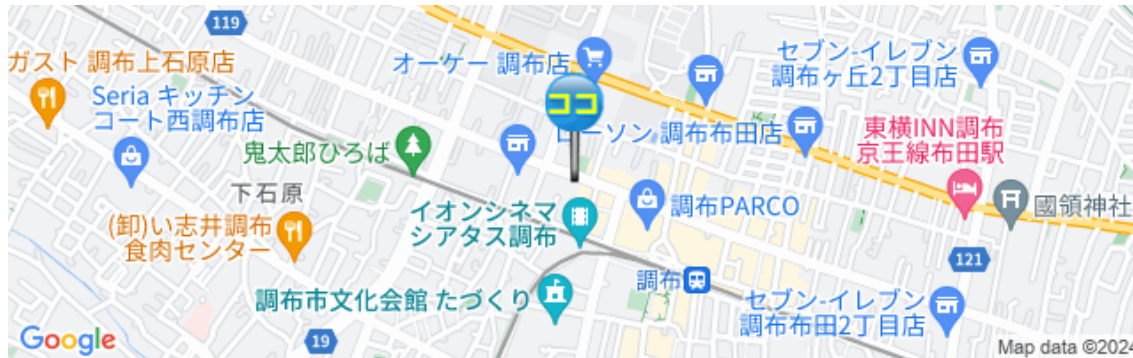 119
ガスト 調布上石原店
オーケー 調布店
セブン-イレブン
調布ヶ丘2丁目店
Seria キッチン
コート西調布店
ココ
ローソン 調布布田店
東横INN調布
京王線布田駅
鬼太郎ひろば
下石原
イオンシネマ
シアタス調布
調布PARCO
國領神社
(卸)い志井調布
食肉センター
121
調布
調布市文化会館 たづくり
セブン-イレブン
調布布田2丁目店
19
Google
Map data ©2024